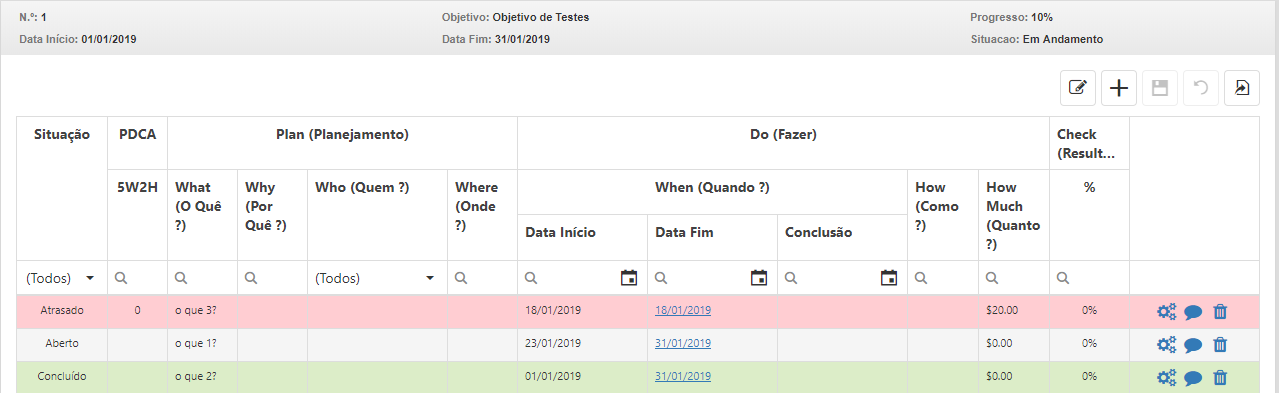 N.º: 1 Objetivo: Objetivo de Testes Progresso: 10%
Data Início: 01/01/2019 Data Fim: 31/01/2019 Situacao: Em Andamento
Situação PDCA Plan (Planejamento) Do (Fazer) Check (Result...
5W2H What (O Quê ?) Why (Por Quê ?) Who (Quem ?) Where (Onde ?) When (Quando ?) How (Como ?) How Much (Quanto ?) %
Data Início Data Fim Conclusão
(Todos) (Todos)
Atrasado 0 o que 3? 18/01/2019 18/01/2019 $20.00 0%
Aberto o que 1? 23/01/2019 31/01/2019 $0.00 0%
Concluído o que 2? 01/01/2019 31/01/2019 $0.00 0%